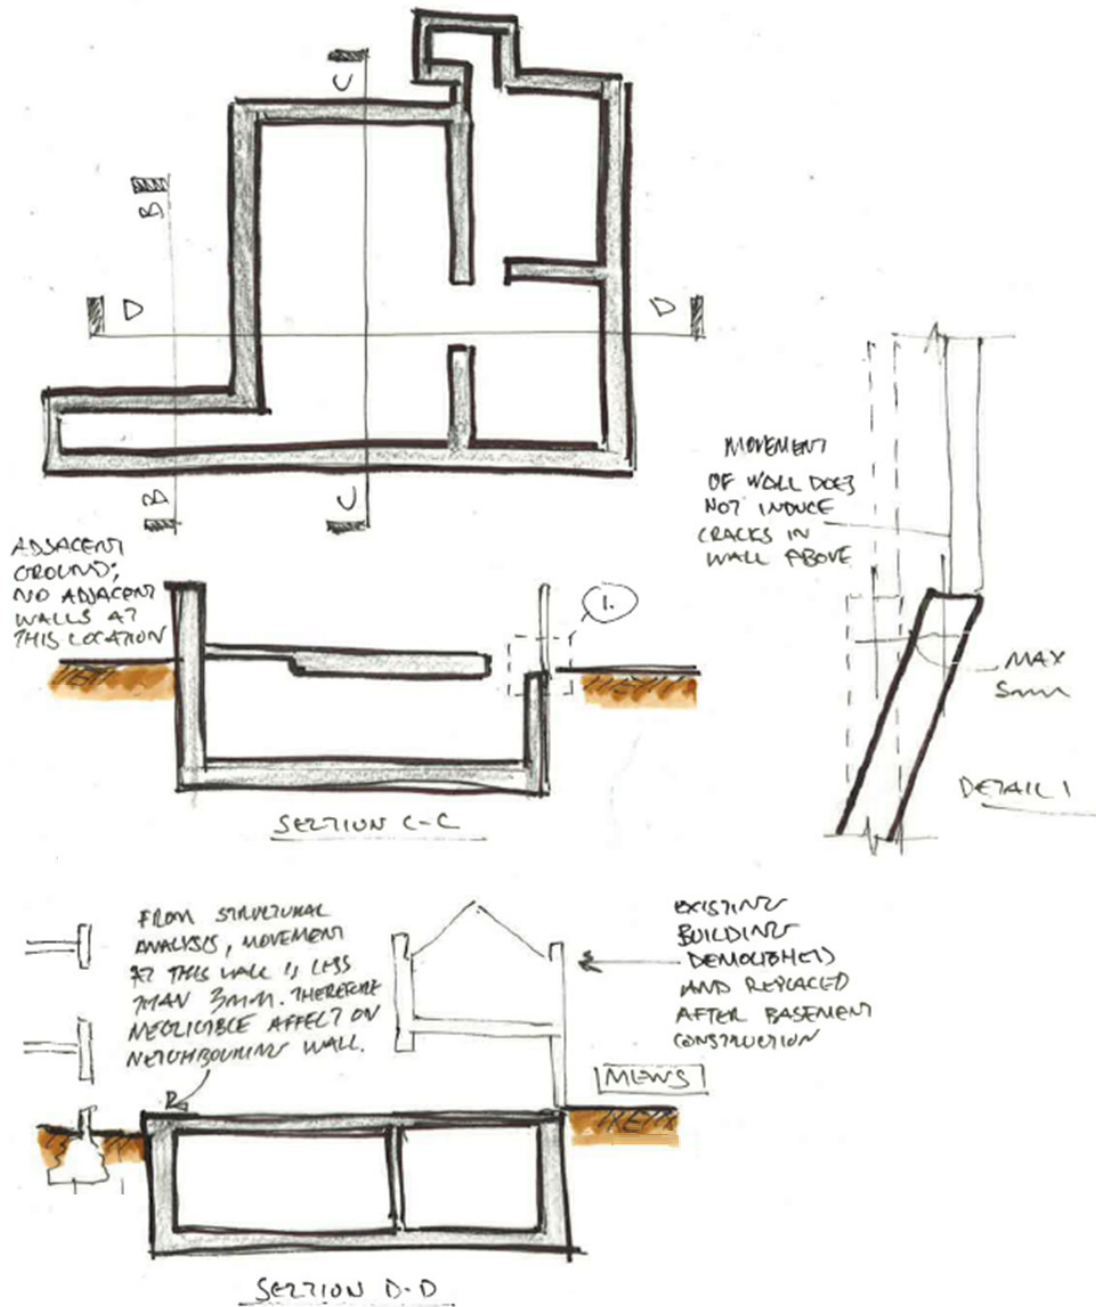 C
B
D
D
B
C
ADJACENT
GROUND;
NO ADJACENT
WALLS AT
THIS LOCATION
1.
SECTION C-C
MOVEMENT
OF WALL DOES
NOT INDUCE
CRACKS IN
WALL ABOVE
MAX
5mm
DETAIL 1
FROM STRUCTURAL
ANALYSIS, MOVEMENT
AT THIS WALL IS LESS
THAN 3mm. THEREFORE
NEGLIGIBLE AFFECT ON
NEIGHBOURING WALL.
EXISTING
BUILDING
DEMOLISHED
AND REPLACED
AFTER BASEMENT
CONSTRUCTION
MEWS
SECTION D-D